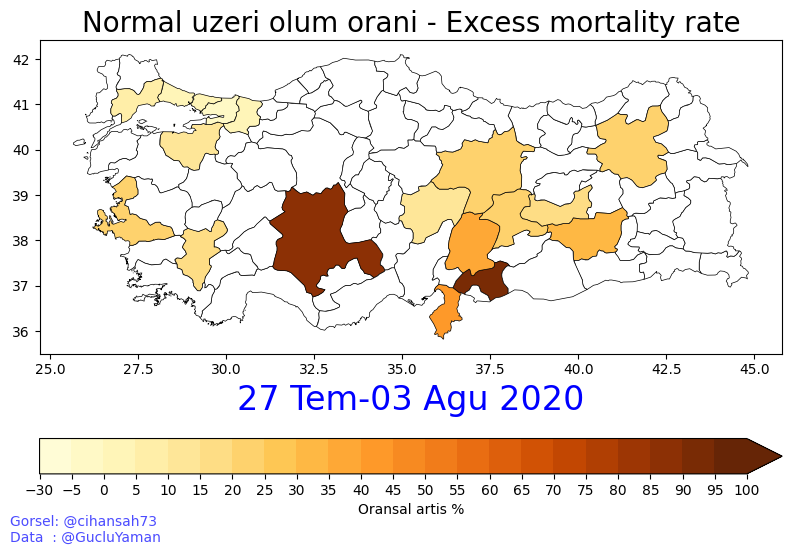 Normal uzeri olum orani - Excess mortality rate
42
41
40
39
38
37
36
25.0 27.5 30.0 32.5 35.0 37.5 40.0 42.5 45.0
27 Tem-03 Agu 2020
−30 −5 0 5 10 15 20 25 30 35 40 45 50 55 60 65 70 75 80 85 90 95 100
Oransal artis %
Gorsel: @cihansah73
Data : @GucluYaman